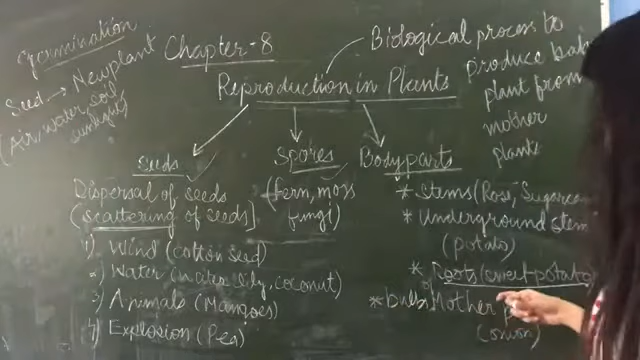 Germination
Seed → New plant
(Air, water, soil
sunlight)
Chapter-8
Biological process to
produce baby
plant from
mother
plants
Reproduction in Plants
Seeds
Dispersal of seeds
(scattering of seeds]
1) Wind (cotton seed)
2) Water (water lily, coconut)
3) Animals (Mangoes)
4) Explosion (Pea)
Spores
(fern, moss
fungi)
Body parts
* Stems (Rose, Sugarcane
* Underground stem
(potato)
* Roots (sweet potato
* bulbs Mother
(onion)